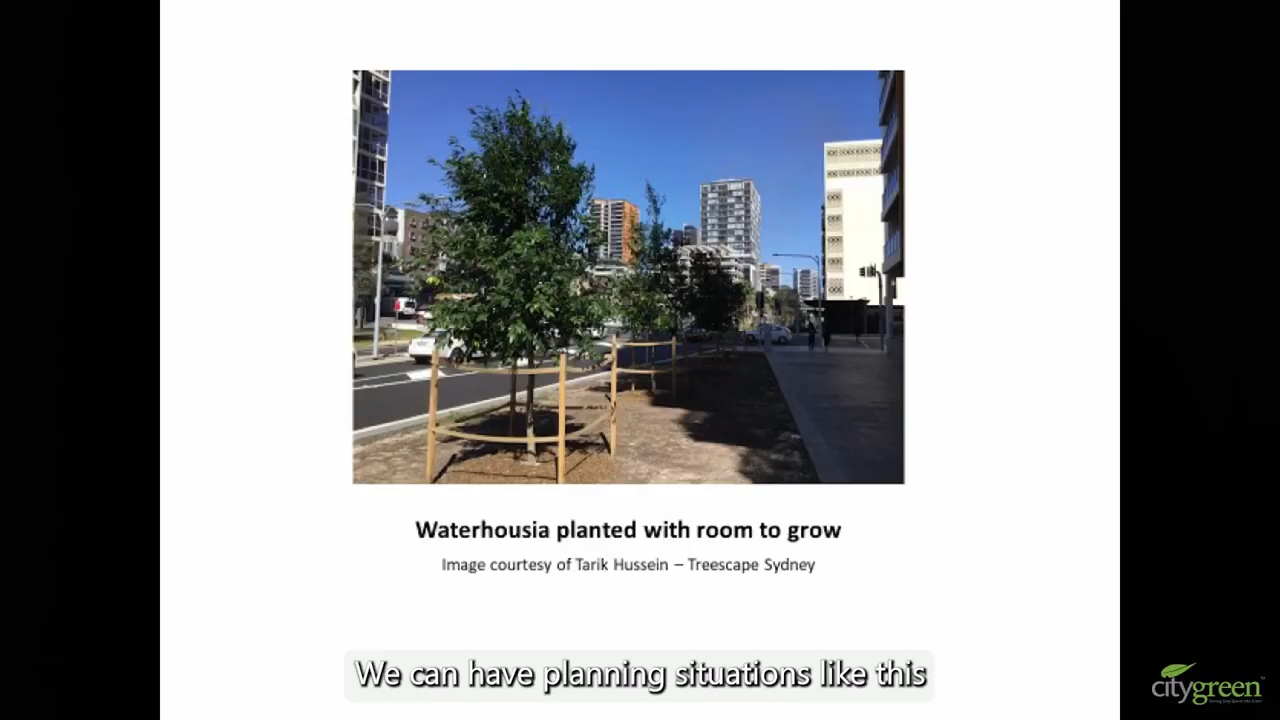 Waterhousia planted with room to grow
Image courtesy of Tarik Hussein – Treescape Sydney
We can have planning situations like this
citygreen